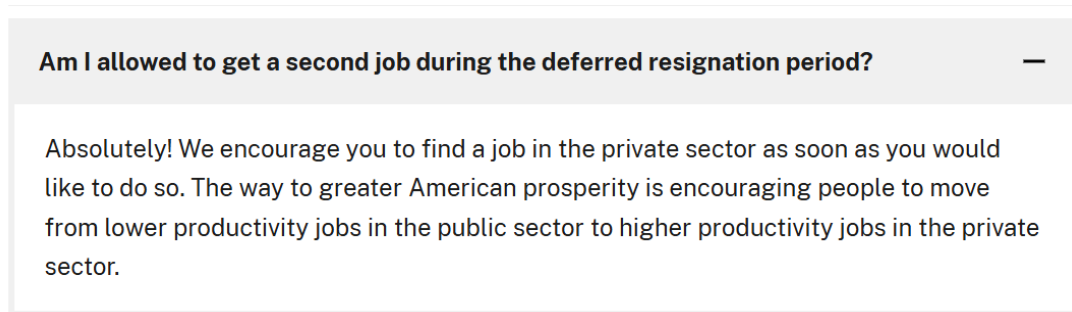 Am I allowed to get a second job during the deferred resignation period?
Absolutely! We encourage you to find a job in the private sector as soon as you would
like to do so. The way to greater American prosperity is encouraging people to move
from lower productivity jobs in the public sector to higher productivity jobs in the private
sector.